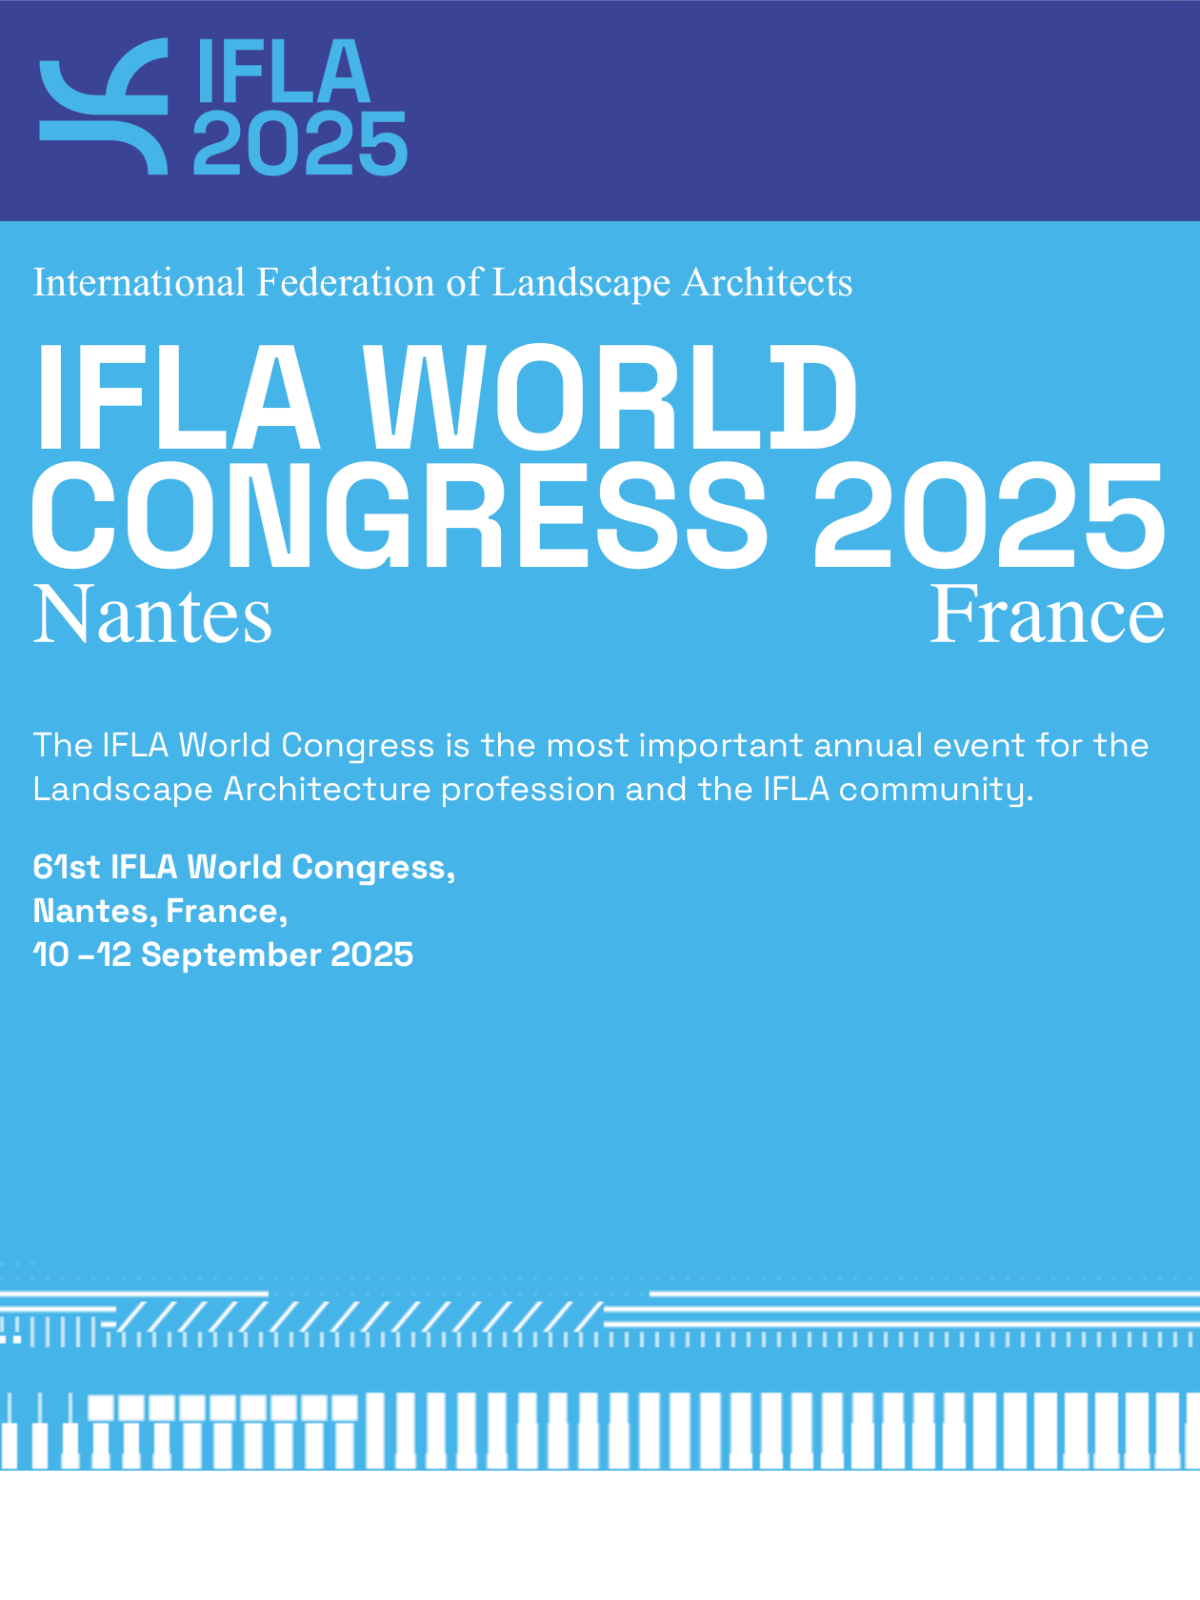 IFLA
2025
International Federation of Landscape Architects
IFLA WORLD
CONGRESS 2025
Nantes France
The IFLA World Congress is the most important annual event for the
Landscape Architecture profession and the IFLA community.
61st IFLA World Congress,
Nantes, France,
10 –12 September 2025